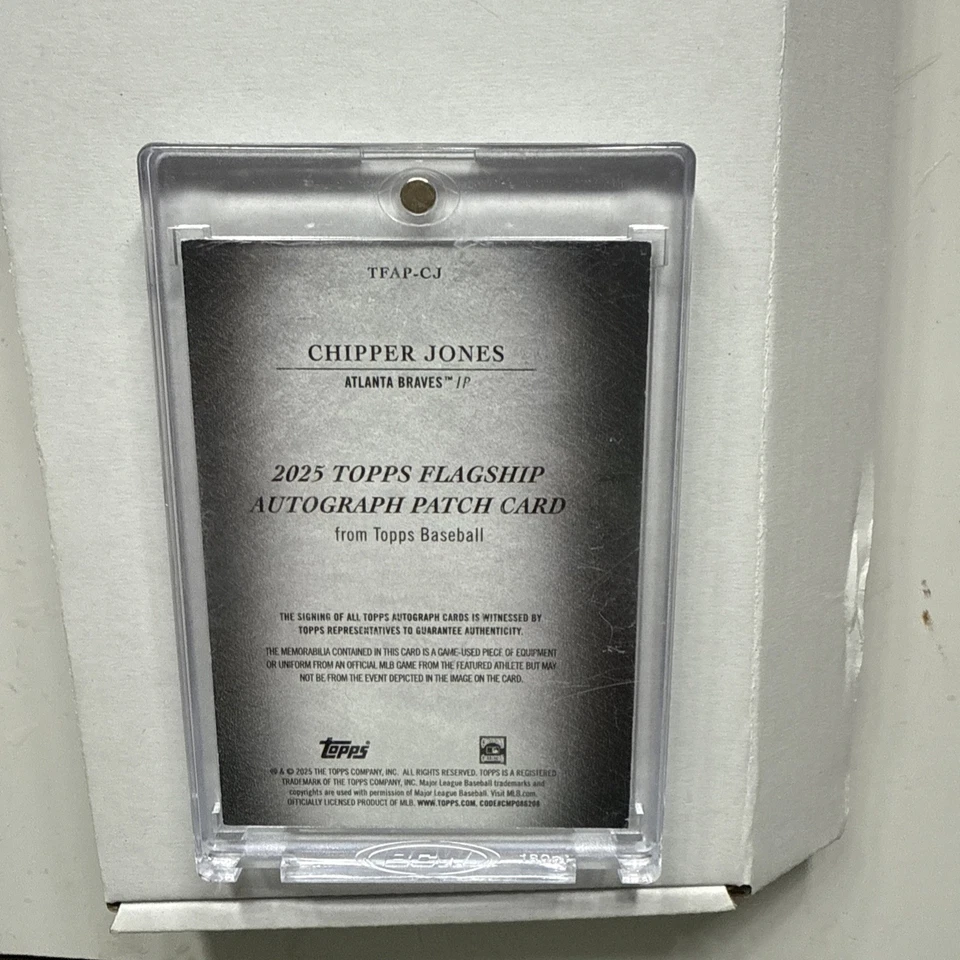 TFAP-CJ
CHIPPER JONES
ATLANTA BRAVES™ / P
2025 TOPPS FLAGSHIP
AUTOGRAPH PATCH CARD
from Topps Baseball
THE SIGNING OF ALL TOPPS AUTOGRAPH CARDS IS WITNESSED BY
TOPPS REPRESENTATIVES TO GUARANTEE AUTHENTICITY.
THE MEMORABILIA CONTAINED IN THIS CARD IS A GAME-USED PIECE OF EQUIPMENT
OR UNIFORM FROM AN OFFICIAL MLB GAME FROM THE FEATURED ATHLETE BUT MAY
NOT BE FROM THE EVENT DEPICTED IN THE IMAGE ON THE CARD.
Topps®
® & © 2025 THE TOPPS COMPANY, INC. ALL RIGHTS RESERVED. TOPPS IS A REGISTERED
TRADEMARK OF THE TOPPS COMPANY, INC. Major League Baseball trademarks and
copyrights are used with permission of Major League Baseball. Visit MLB.com.
OFFICIALLY LICENSED PRODUCT OF MLB. WWW.TOPPS.COM. CODE#CMP086208
BCW